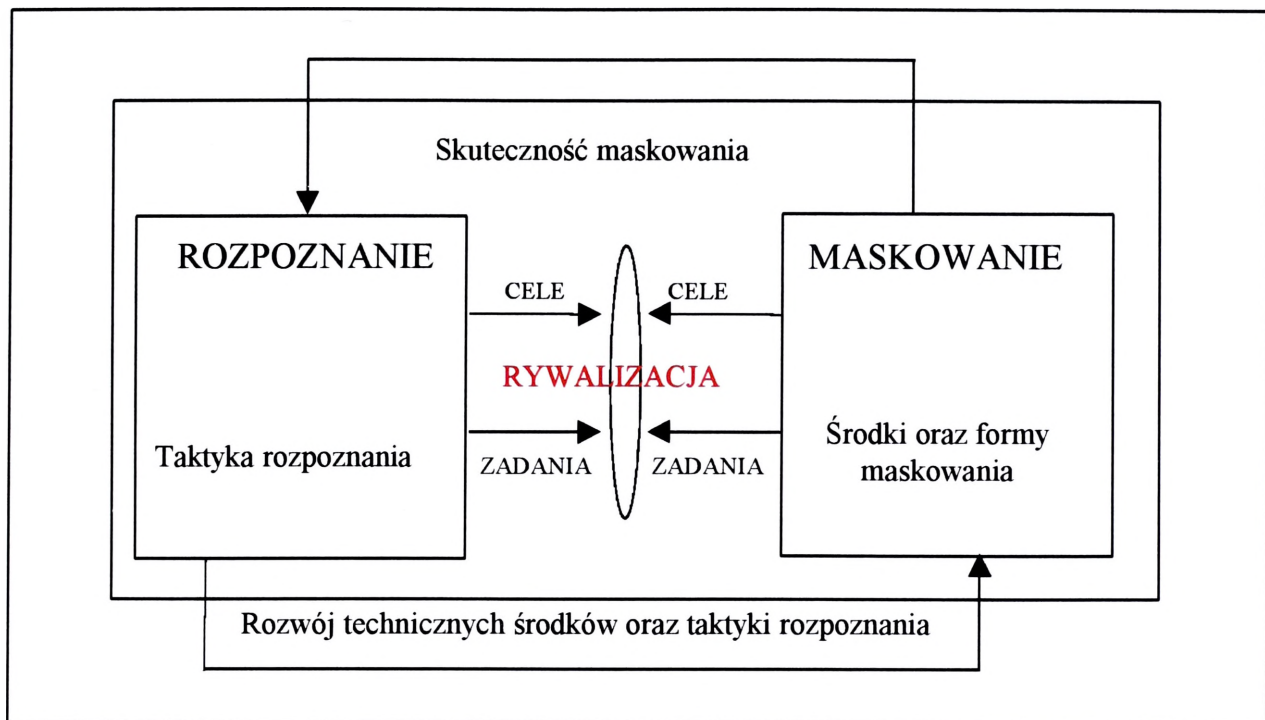 Skuteczność maskowania
ROZPOZNANIE
MASKOWANIE
CELE
CELE
RYWALIZACJA
Taktyka rozpoznania
ZADANIA
ZADANIA
Środki oraz formy
maskowania
Rozwój technicznych środków oraz taktyki rozpoznania